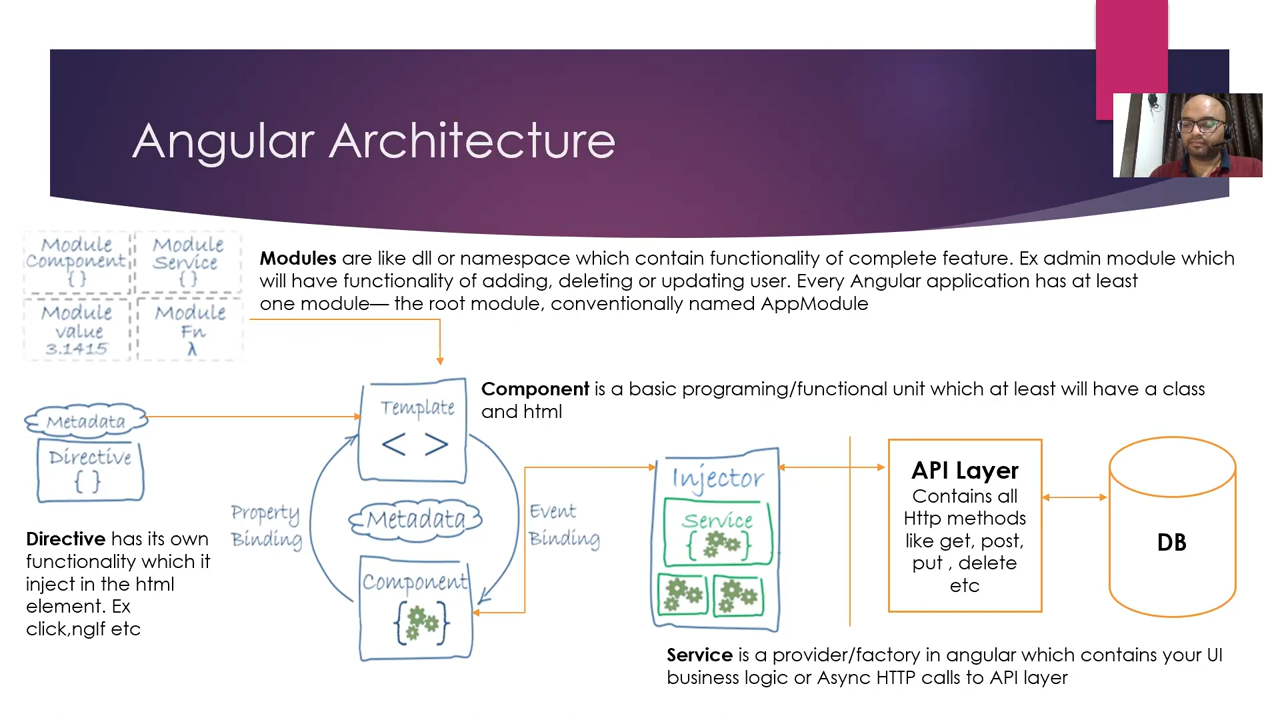 Angular Architecture
Module
Component
{ }
Module
Service
{ }
Module
value
3.1415
Module
Fn
λ
Modules are like dll or namespace which contain functionality of complete feature. Ex admin module which
will have functionality of adding, deleting or updating user. Every Angular application has at least
one module— the root module, conventionally named AppModule
Template
< >
Component is a basic programing/functional unit which at least will have a class
and html
Metadata
Directive
{ }
Directive has its own
functionality which it
inject in the html
element. Ex
click,ngIf etc
Property
Binding
Metadata
Event
Binding
Component
{ }
Injector
Service
{ }
API Layer
Contains all
Http methods
like get, post,
put , delete
etc
DB
Service is a provider/factory in angular which contains your UI
business logic or Async HTTP calls to API layer